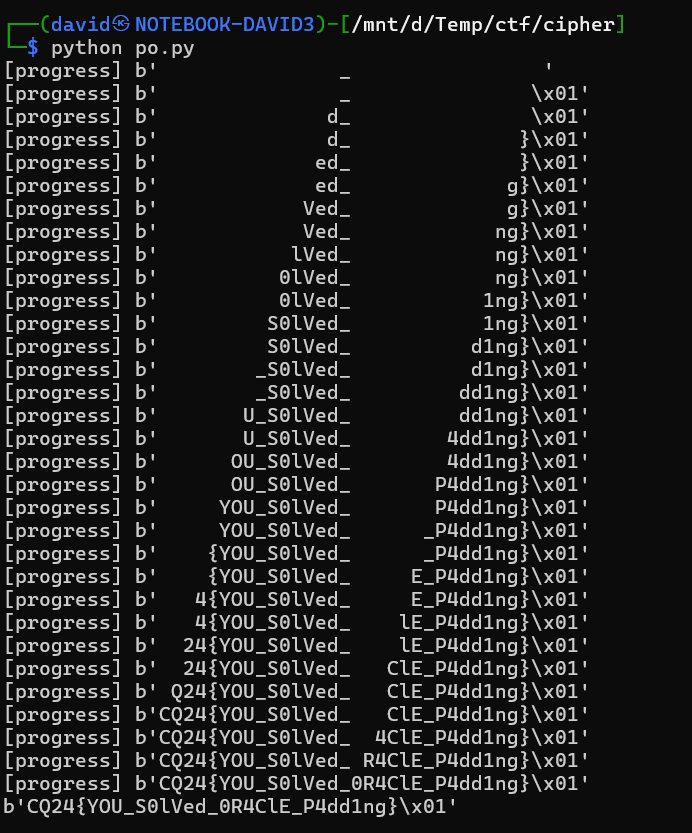 ┌──(david㉿NOTEBOOK-DAVID3)-[/mnt/d/Temp/ctf/cipher]
└─$ python po.py
[progress] b'               _                '
[progress] b'               _               \x01'
[progress] b'              d_               \x01'
[progress] b'              d_              }\x01'
[progress] b'             ed_              }\x01'
[progress] b'             ed_             g}\x01'
[progress] b'            Ved_             g}\x01'
[progress] b'            Ved_            ng}\x01'
[progress] b'           lVed_            ng}\x01'
[progress] b'          0lVed_            ng}\x01'
[progress] b'          0lVed_           1ng}\x01'
[progress] b'         S0lVed_           1ng}\x01'
[progress] b'         S0lVed_          d1ng}\x01'
[progress] b'        _S0lVed_          d1ng}\x01'
[progress] b'        _S0lVed_         dd1ng}\x01'
[progress] b'       U_S0lVed_         dd1ng}\x01'
[progress] b'       U_S0lVed_        4dd1ng}\x01'
[progress] b'      OU_S0lVed_        4dd1ng}\x01'
[progress] b'      OU_S0lVed_       P4dd1ng}\x01'
[progress] b'     YOU_S0lVed_       P4dd1ng}\x01'
[progress] b'     YOU_S0lVed_      _P4dd1ng}\x01'
[progress] b'    {YOU_S0lVed_      _P4dd1ng}\x01'
[progress] b'    {YOU_S0lVed_     E_P4dd1ng}\x01'
[progress] b'   4{YOU_S0lVed_     E_P4dd1ng}\x01'
[progress] b'   4{YOU_S0lVed_    lE_P4dd1ng}\x01'
[progress] b'  24{YOU_S0lVed_    lE_P4dd1ng}\x01'
[progress] b'  24{YOU_S0lVed_   ClE_P4dd1ng}\x01'
[progress] b' Q24{YOU_S0lVed_   ClE_P4dd1ng}\x01'
[progress] b'CQ24{YOU_S0lVed_   ClE_P4dd1ng}\x01'
[progress] b'CQ24{YOU_S0lVed_  4ClE_P4dd1ng}\x01'
[progress] b'CQ24{YOU_S0lVed_ R4ClE_P4dd1ng}\x01'
[progress] b'CQ24{YOU_S0lVed_0R4ClE_P4dd1ng}\x01'
b'CQ24{YOU_S0lVed_0R4ClE_P4dd1ng}\x01'